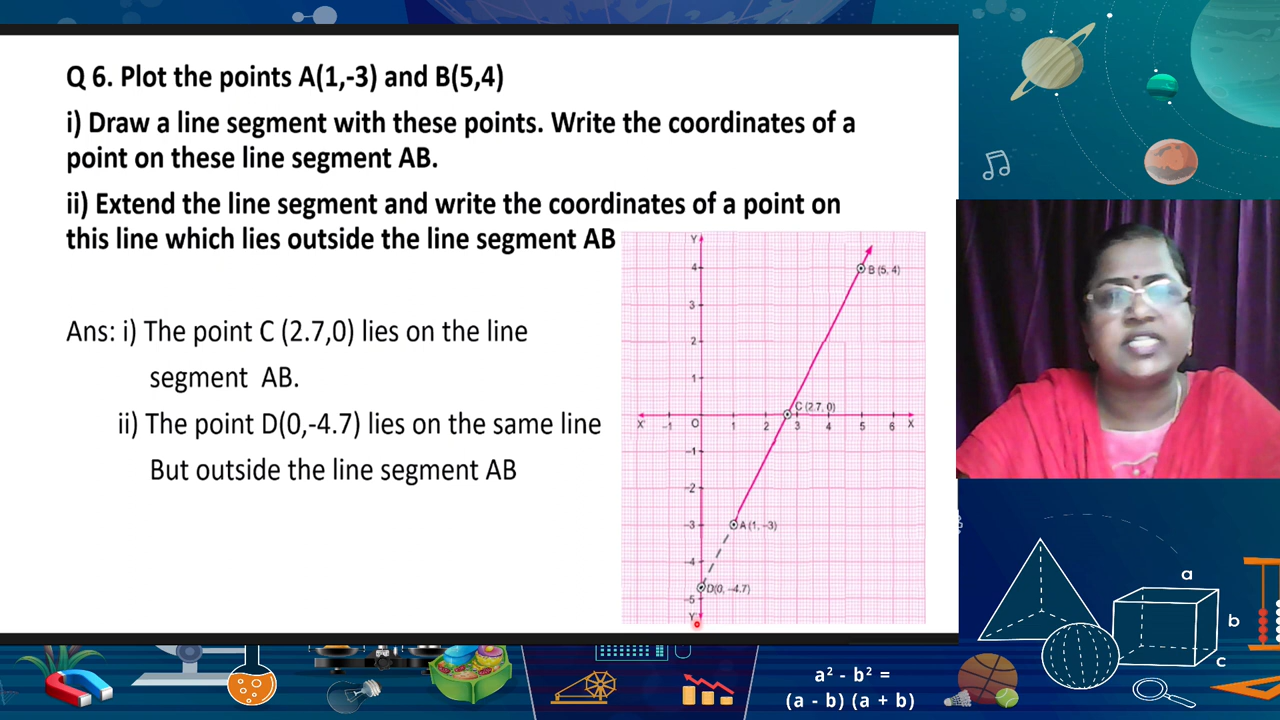 Q 6. Plot the points A(1,-3) and B(5,4)
i) Draw a line segment with these points. Write the coordinates of a
point on these line segment AB.
ii) Extend the line segment and write the coordinates of a point on
this line which lies outside the line segment AB
Ans: i) The point C (2.7,0) lies on the line
segment AB.
ii) The point D(0,-4.7) lies on the same line
But outside the line segment AB
Y
4
B (5, 4)
3
2
1
C (2.7, 0)
X' -1 O 1 2 3 4 5 6 X
-1
-2
-3 A (1, -3)
-4
D(0, -4.7)
-5
Y'
a
b
c
a² - b² =
(a - b) (a + b)